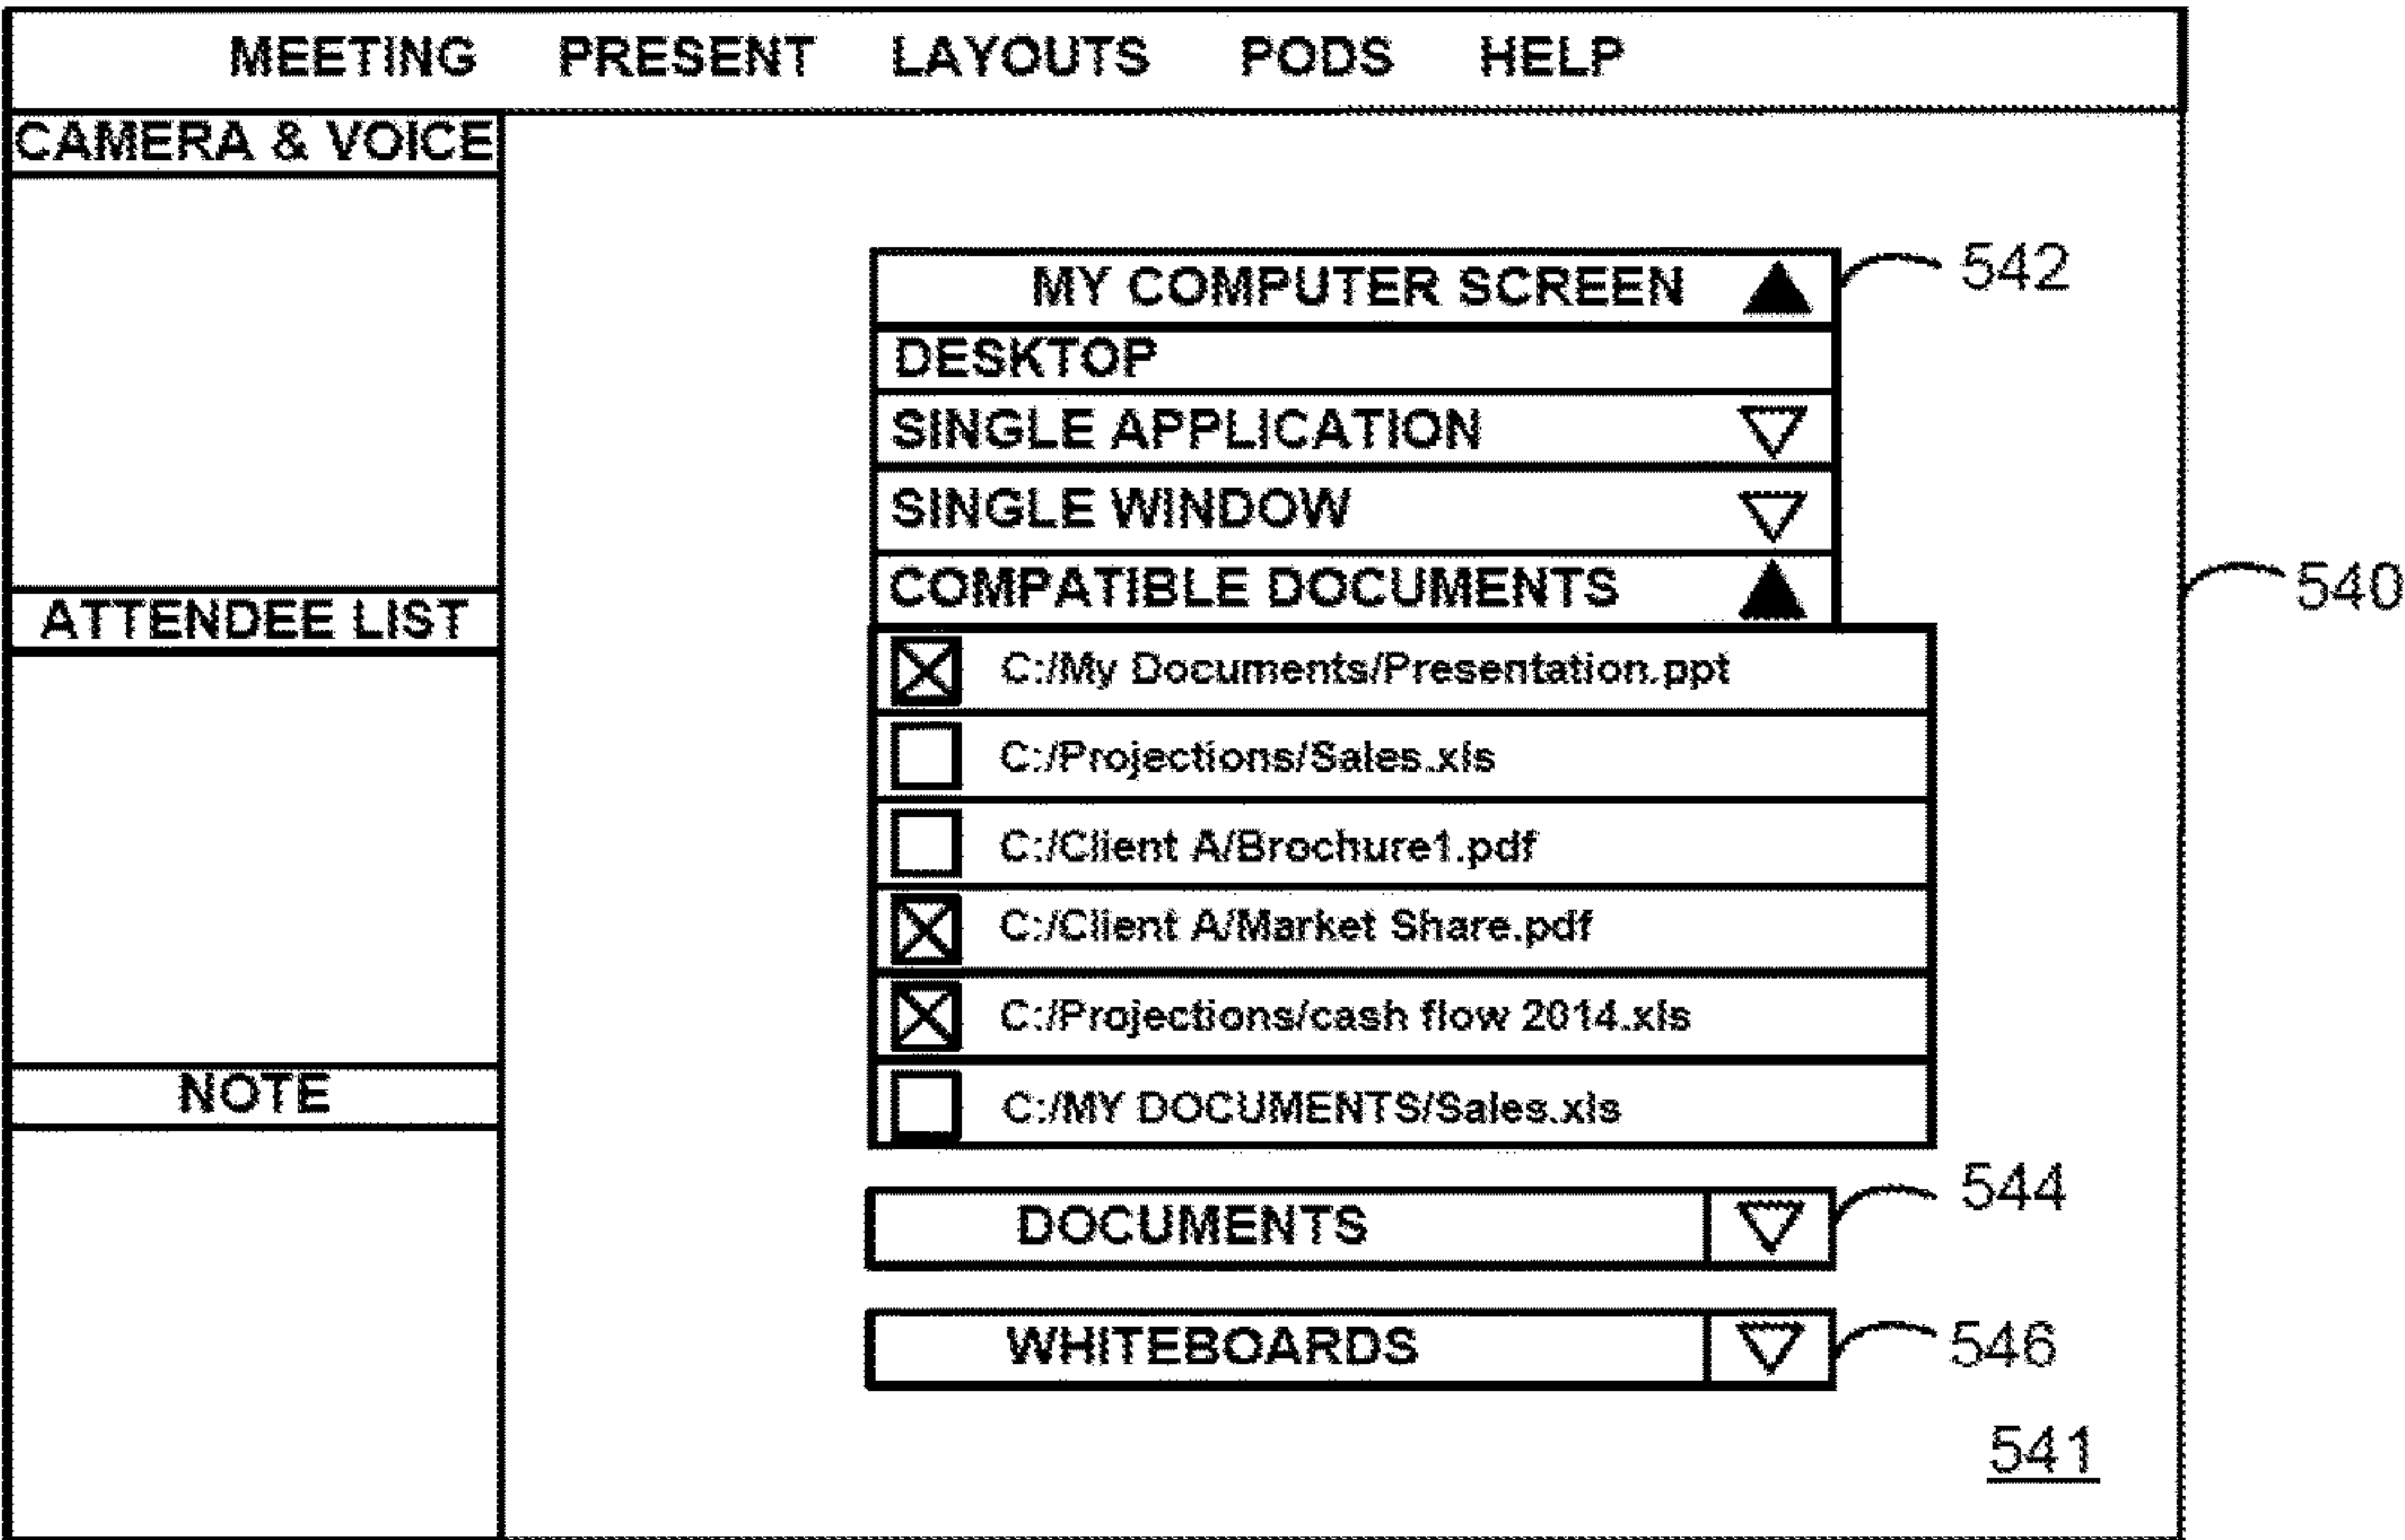 MEETING PRESENT LAYOUTS PODS HELP
CAMERA & VOICE
ATTENDEE LIST
NOTE
MY COMPUTER SCREEN
542
DESKTOP
SINGLE APPLICATION
SINGLE WINDOW
COMPATIBLE DOCUMENTS
540
C:/My Documents/Presentation.ppt
C:/Projections/Sales.xls
C:/Client A/Brochure1.pdf
C:/Client A/Market Share.pdf
C:/Projections/cash flow 2014.xls
C:/MY DOCUMENTS/Sales.xls
DOCUMENTS
544
WHITEBOARDS
546
541